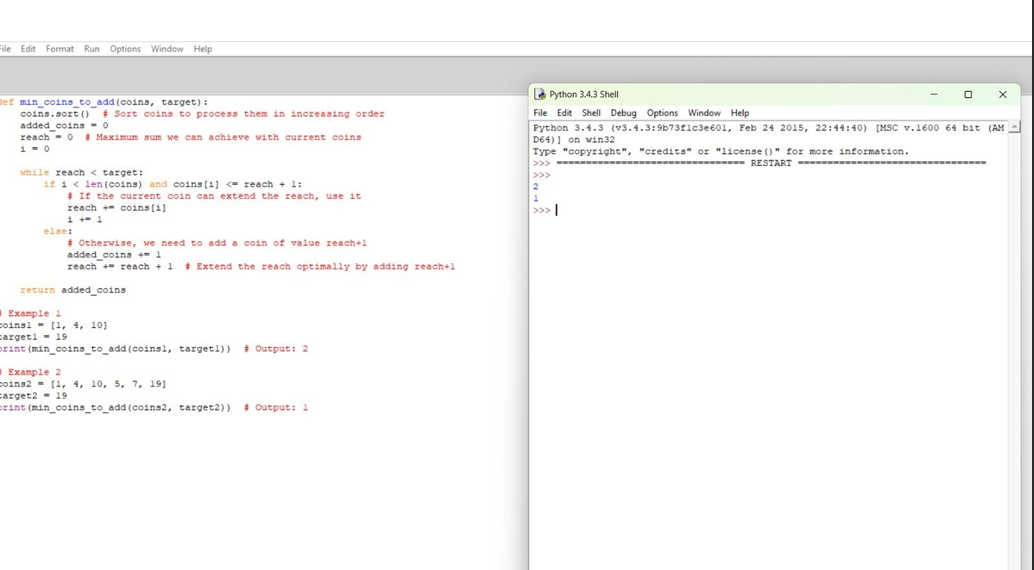 File Edit Format Run Options Window Help
def min_coins_to_add(coins, target):
    coins.sort()  # Sort coins to process them in increasing order
    added_coins = 0
    reach = 0  # Maximum sum we can achieve with current coins
    i = 0
    while reach < target:
        if i < len(coins) and coins[i] <= reach + 1:
            # If the current coin can extend the reach, use it
            reach += coins[i]
            i += 1
        else:
            # Otherwise, we need to add a coin of value reach+1
            added_coins += 1
            reach += reach + 1  # Extend the reach optimally by adding reach+1
    return added_coins
# Example 1
coins1 = [1, 4, 10]
target1 = 19
print(min_coins_to_add(coins1, target1))  # Output: 2
# Example 2
coins2 = [1, 4, 10, 5, 7, 19]
target2 = 19
print(min_coins_to_add(coins2, target2))  # Output: 1
Python 3.4.3 Shell
File Edit Shell Debug Options Window Help
Python 3.4.3 (v3.4.3:9b73f1c3e601, Feb 24 2015, 22:44:40) [MSC v.1600 64 bit (AM
D64)] on win32
Type "copyright", "credits" or "license()" for more information.
>>> ================================ RESTART ================================
>>>
2
1
>>>